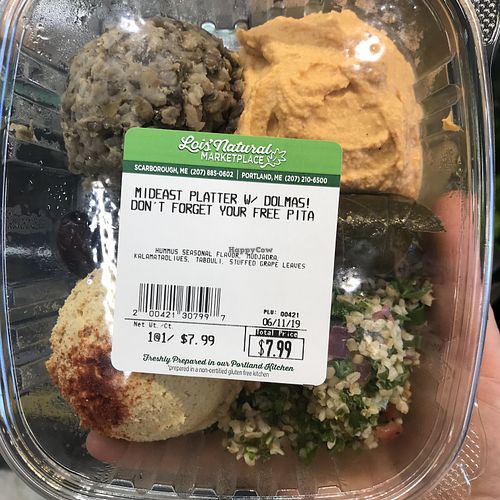 Lois' Natural
MARKETPLACE
SCARBOROUGH, ME (207) 885-0602 | PORTLAND, ME (207) 210-6500
MIDEAST PLATTER W/ DOLMAS!
DON'T FORGET YOUR FREE PITA
HappyCow
HUMMUS SEASONAL FLAVOR, MUDJADRA,
KALAMATAOLIVES, TABOULI, STUFFED GRAPE LEAVES
2 00421 30799 7
PLU: 00421
06/11/19
Net Wt./Ct.
Total Price
1@1/ $7.99
$7.99
Freshly Prepared in our Portland Kitchen
*prepared in a non-certified gluten free kitchen